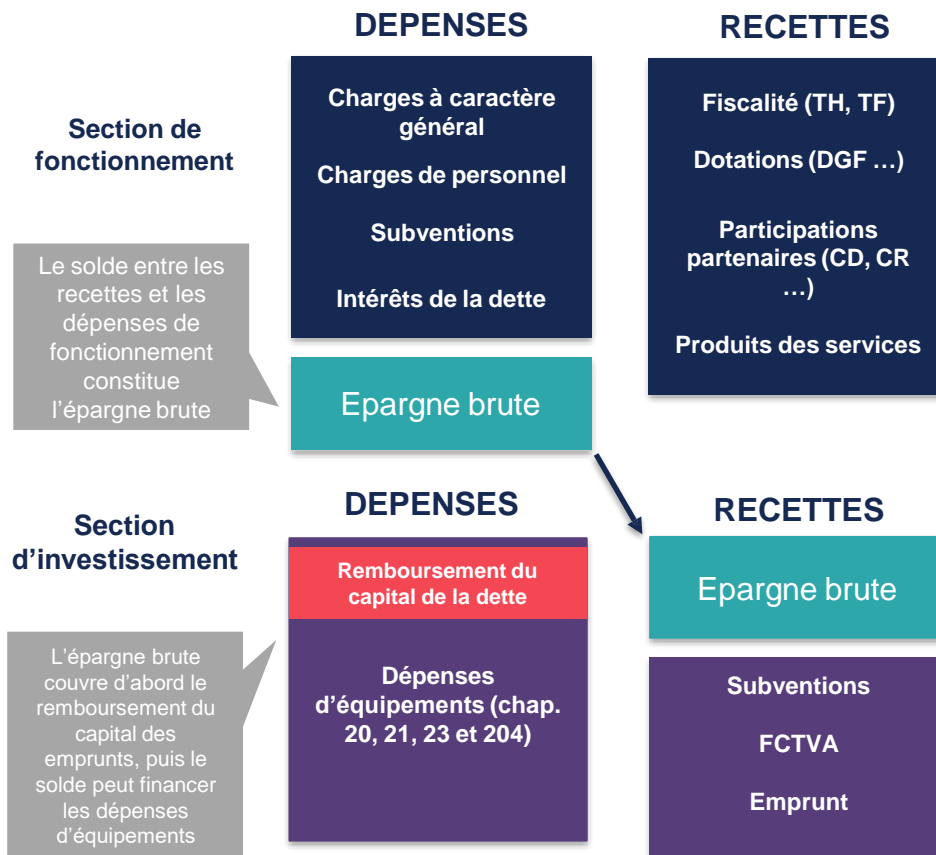 DEPENSES
RECETTES
Section de
fonctionnement
Charges à caractère
général
Charges de personnel
Subventions
Intérêts de la dette
Fiscalité (TH, TF)
Dotations (DGF …)
Participations
partenaires (CD, CR
…)
Produits des services
Le solde entre les
recettes et les
dépenses de
fonctionnement
constitue
l’épargne brute
Epargne brute
Section
d’investissement
DEPENSES
RECETTES
Remboursement du
capital de la dette
Dépenses
d’équipements (chap.
20, 21, 23 et 204)
Epargne brute
Subventions
FCTVA
Emprunt
L’épargne brute
couvre d’abord le
remboursement du
capital des
emprunts, puis le
solde peut financer
les dépenses
d’équipements